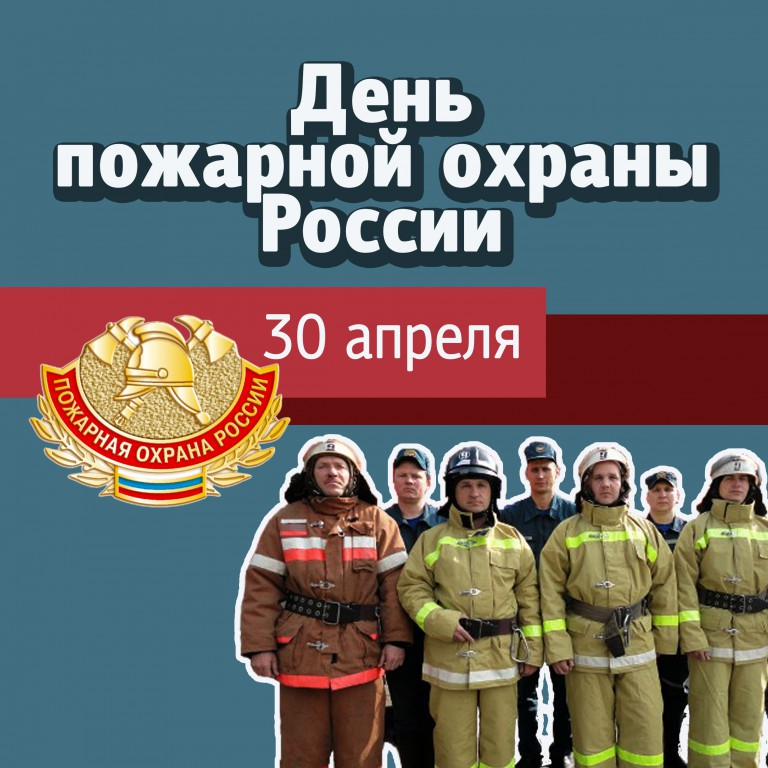 День
пожарной охраны
России
30 апреля
ПОЖАРНАЯ ОХРАНА РОССИИ